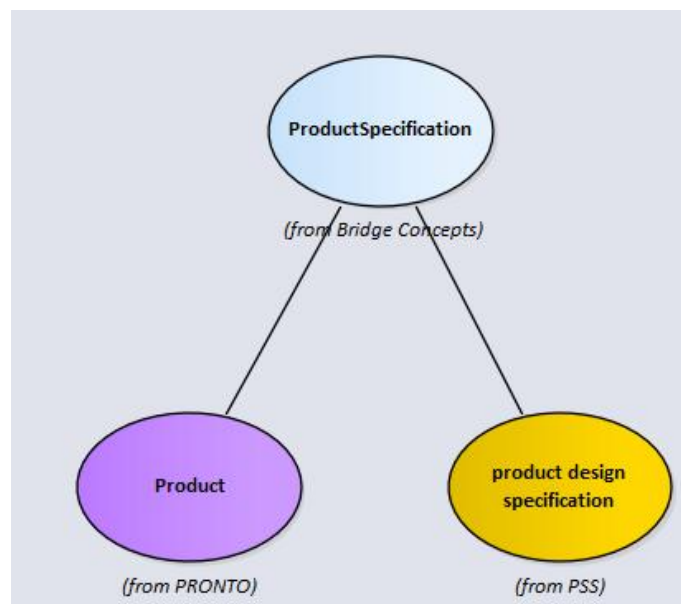 ProductSpecification
(from Bridge Concepts)
Product
(from PRONTO)
product design
specification
(from PSS)